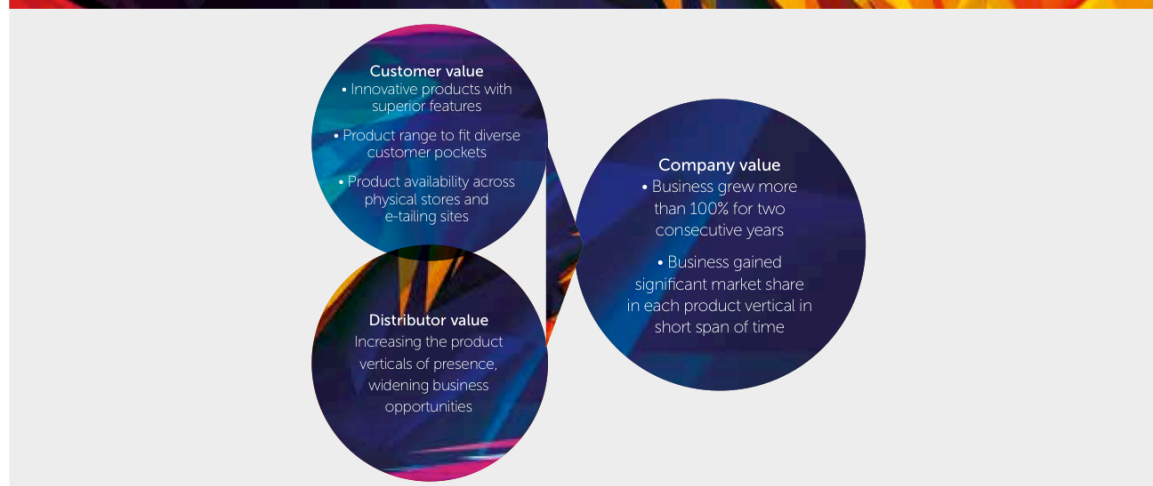 Customer value
• Innovative products with
superior features
• Product range to fit diverse
customer pockets
• Product availability across
physical stores and
e-tailing sites
Distributor value
Increasing the product
verticals of presence,
widening business
opportunities
Company value
• Business grew more
than 100% for two
consecutive years
• Business gained
significant market share
in each product vertical in
short span of time